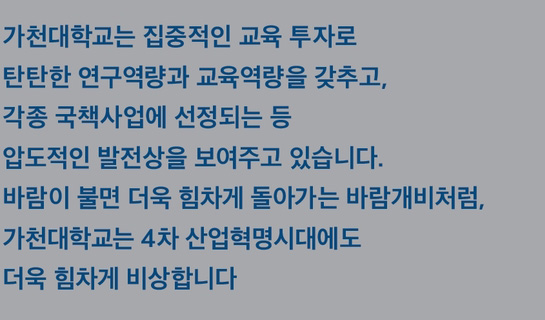 가천대학교는 집중적인 교육 투자로
탄탄한 연구역량과 교육역량을 갖추고,
각종 국책사업에 선정되는 등
압도적인 발전상을 보여주고 있습니다.
바람이 불면 더욱 힘차게 돌아가는 바람개비처럼,
가천대학교는 4차 산업혁명시대에도
더욱 힘차게 비상합니다